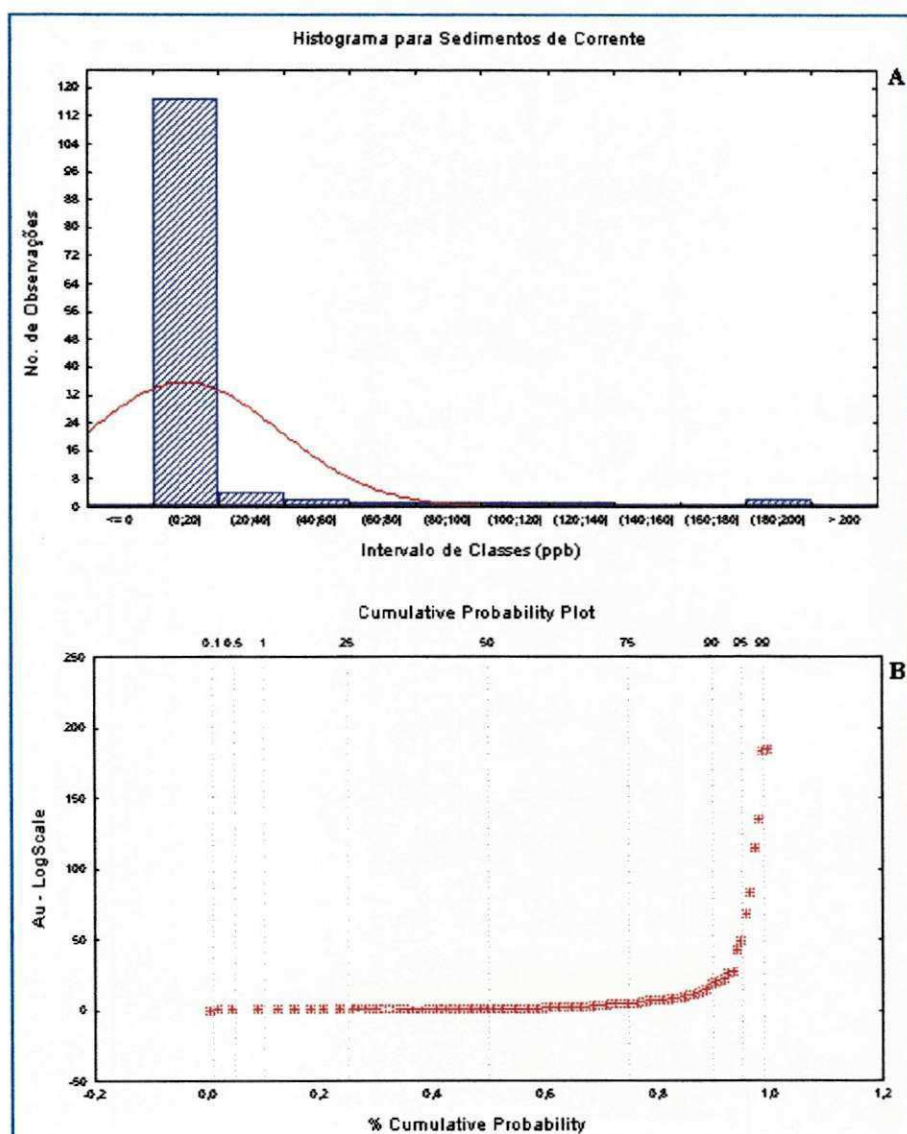 Histograma para Sedimentos de Corrente
A
No. de Observações
120
112
104
96
88
80
72
64
56
48
40
32
24
16
8
0
<= 0 (0;20] (20;40] (40;60] (60;80] (80;100] (100;120] (120;140] (140;160] (160;180] (180;200] > 200
Intervalo de Classes (ppb)
Cumulative Probability Plot
0.1 0.5 1 25 50 75 90 95 99
B
Au - LogScale
250
200
150
100
50
0
-50
-0,2 0,0 0,2 0,4 0,6 0,8 1,0 1,2
% Cumulative Probability